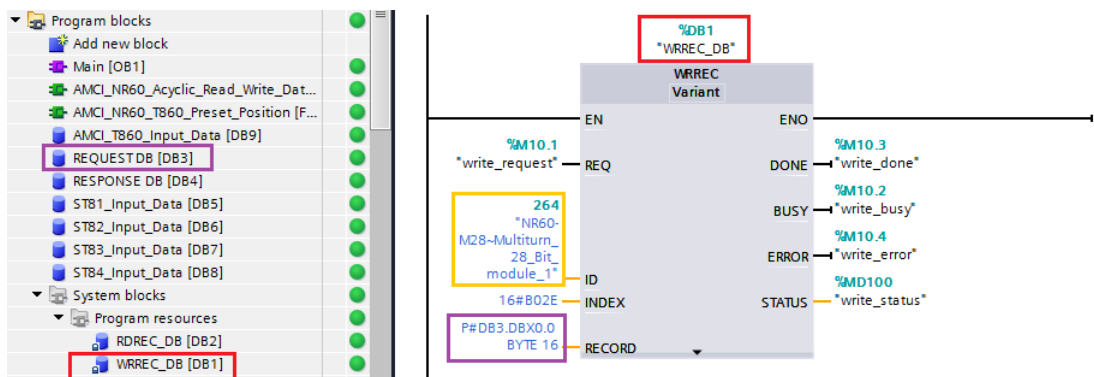 Program blocks
Add new block
Main [OB1]
AMCI_NR60_Acyclic_Read_Write_Dat...
AMCI_NR60_T860_Preset_Position [F...
AMCI_T860_Input_Data [DB9]
REQUEST DB [DB3]
RESPONSE DB [DB4]
ST81_Input_Data [DB5]
ST82_Input_Data [DB6]
ST83_Input_Data [DB7]
ST84_Input_Data [DB8]
System blocks
Program resources
RDREC_DB [DB2]
WRREC_DB [DB1]
%DB1
"WRREC_DB"
WRREC
Variant
EN
ENO
%M10.1
"write_request"
REQ
%M10.3
DONE
"write_done"
264
"NR60-
M28~Multiturn_
28_Bit_
module_1"
ID
%M10.2
BUSY
"write_busy"
%M10.4
ERROR
"write_error"
16#B02E
INDEX
%MD100
STATUS
"write_status"
P#DB3.DBX0.0
BYTE 16
RECORD